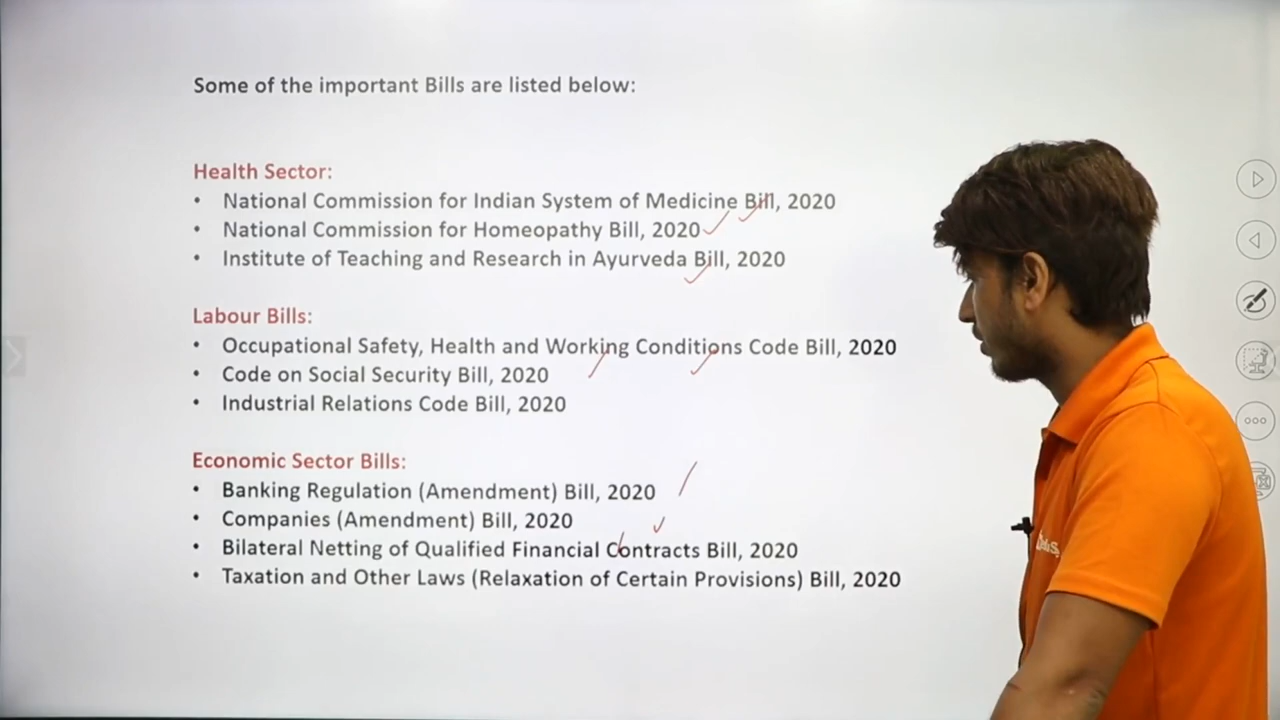 Some of the important Bills are listed below:
Health Sector:
• National Commission for Indian System of Medicine Bill, 2020
• National Commission for Homeopathy Bill, 2020
• Institute of Teaching and Research in Ayurveda Bill, 2020
Labour Bills:
• Occupational Safety, Health and Working Conditions Code Bill, 2020
• Code on Social Security Bill, 2020
• Industrial Relations Code Bill, 2020
Economic Sector Bills:
• Banking Regulation (Amendment) Bill, 2020
• Companies (Amendment) Bill, 2020
• Bilateral Netting of Qualified Financial Contracts Bill, 2020
• Taxation and Other Laws (Relaxation of Certain Provisions) Bill, 2020